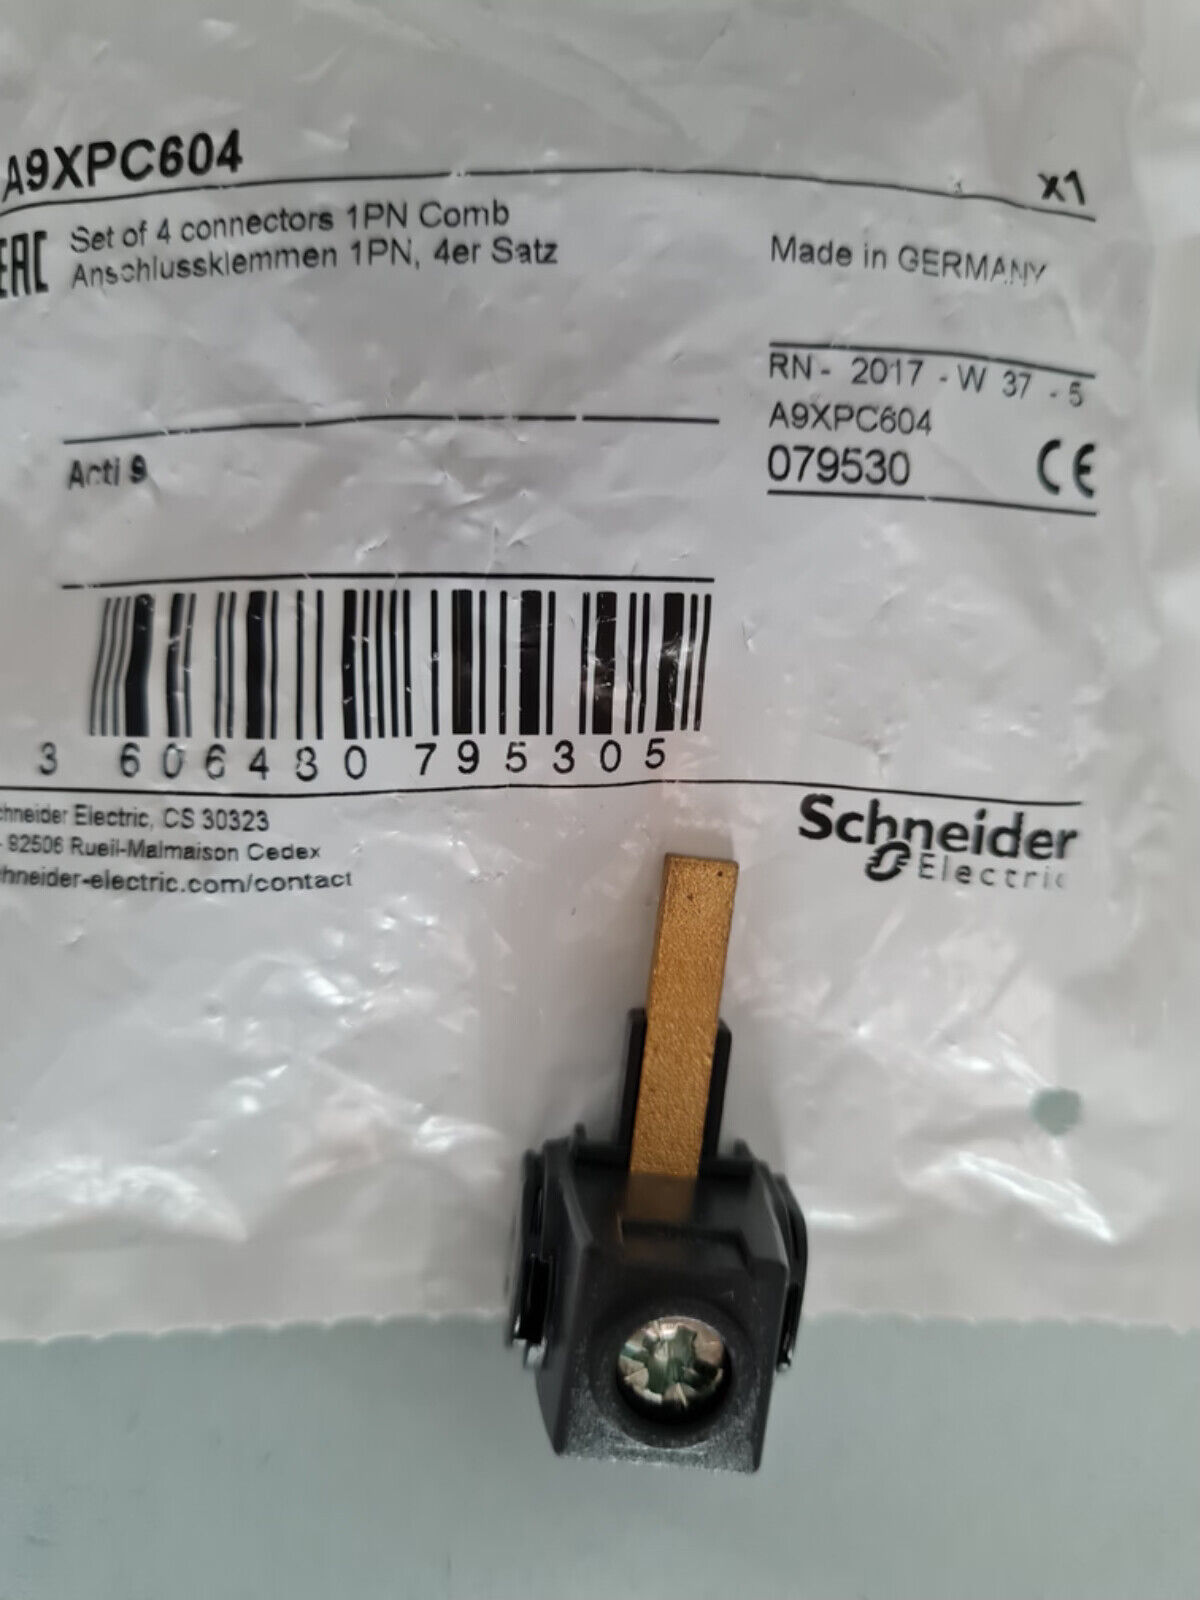 A9XPC604
x1
EAC
Set of 4 connectors 1PN Comb
Anschlussklemmen 1PN, 4er Satz
Made in GERMANY
RN - 2017 - W 37 - 5
A9XPC604
079530 CE
Acti 9
3 606480 795305
chneider Electric, CS 30323
- 92506 Rueil-Malmaison Cedex
hneider-electric.com/contact
Schneider
Electric